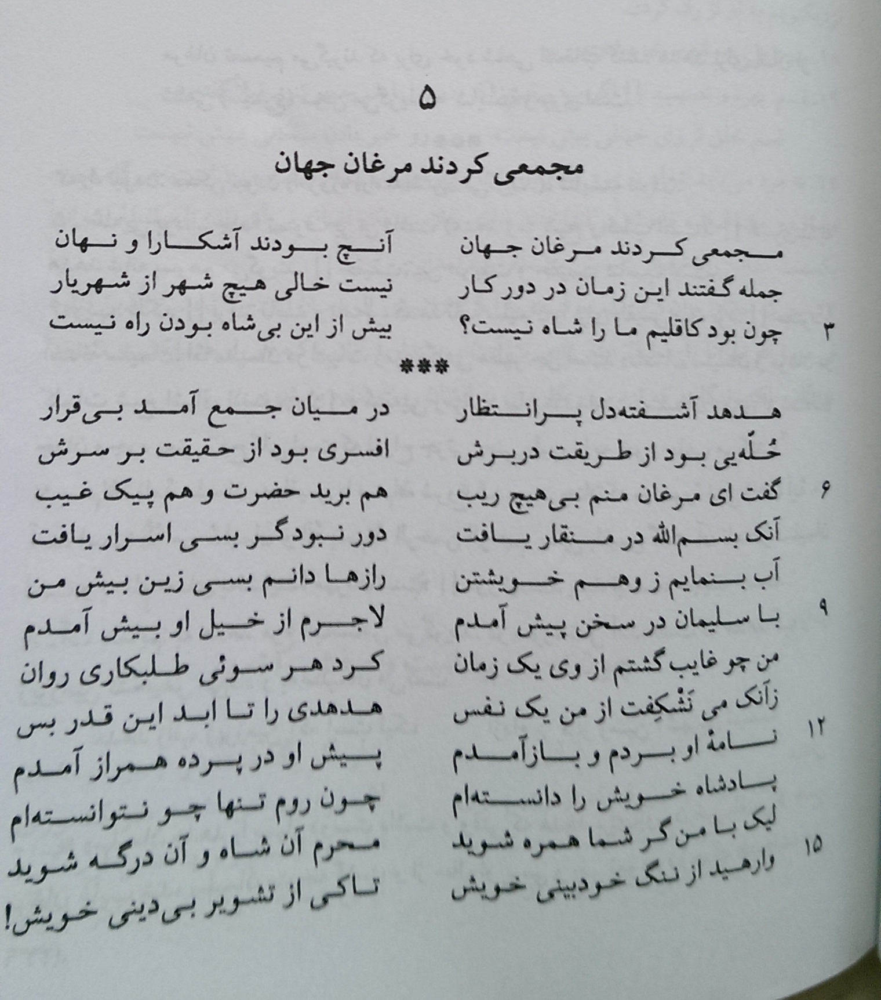 ۵
مجمعی کردند مرغان جهان
مجمعی کردند مرغان جهان آنچ بودند آشکارا و نهان
جمله گفتند این زمان در دور کار نیست خالی هیچ شهر از شهریار
۳ چون بود کاقلیم ما را شاه نیست؟ بیش از این بی‌شاه بودن راه نیست
***
هدهد آشفته‌دل پرانتظار در میان جمع آمد بی‌قرار
حُلّه‌یی بود از طریقت دربرش افسری بود از حقیقت بر سرش
۶ گفت ای مرغان منم بی‌هیچ ریب هم برید حضرت و هم پیک غیب
آنک بسم‌الله در منقار یافت دور نبود گر بسی اسرار یافت
آب بنمایم ز وهم خویشتن رازها دانم بسی زین بیش من
۹ با سلیمان در سخن پیش آمدم لاجرم از خیل او بیش آمدم
من چو غایب گشتم از وی یک زمان کرد هر سوئی طلبکاری روان
زآنک می نَشْکِفت از من یک نفس هدهدی را تا ابد این قدر بس
۱۲ نامهٔ او بردم و بازآمدم پیش او در پرده همراز آمدم
پادشاه خویش را دانسته‌ام چون روم تنها چو نتوانسته‌ام
لیک با من گر شما همره شوید محرم آن شاه و آن درگه شوید
۱۵ وارهید از ننگ خودبینی خویش تاکی از تشویر بی‌دینی خویش!